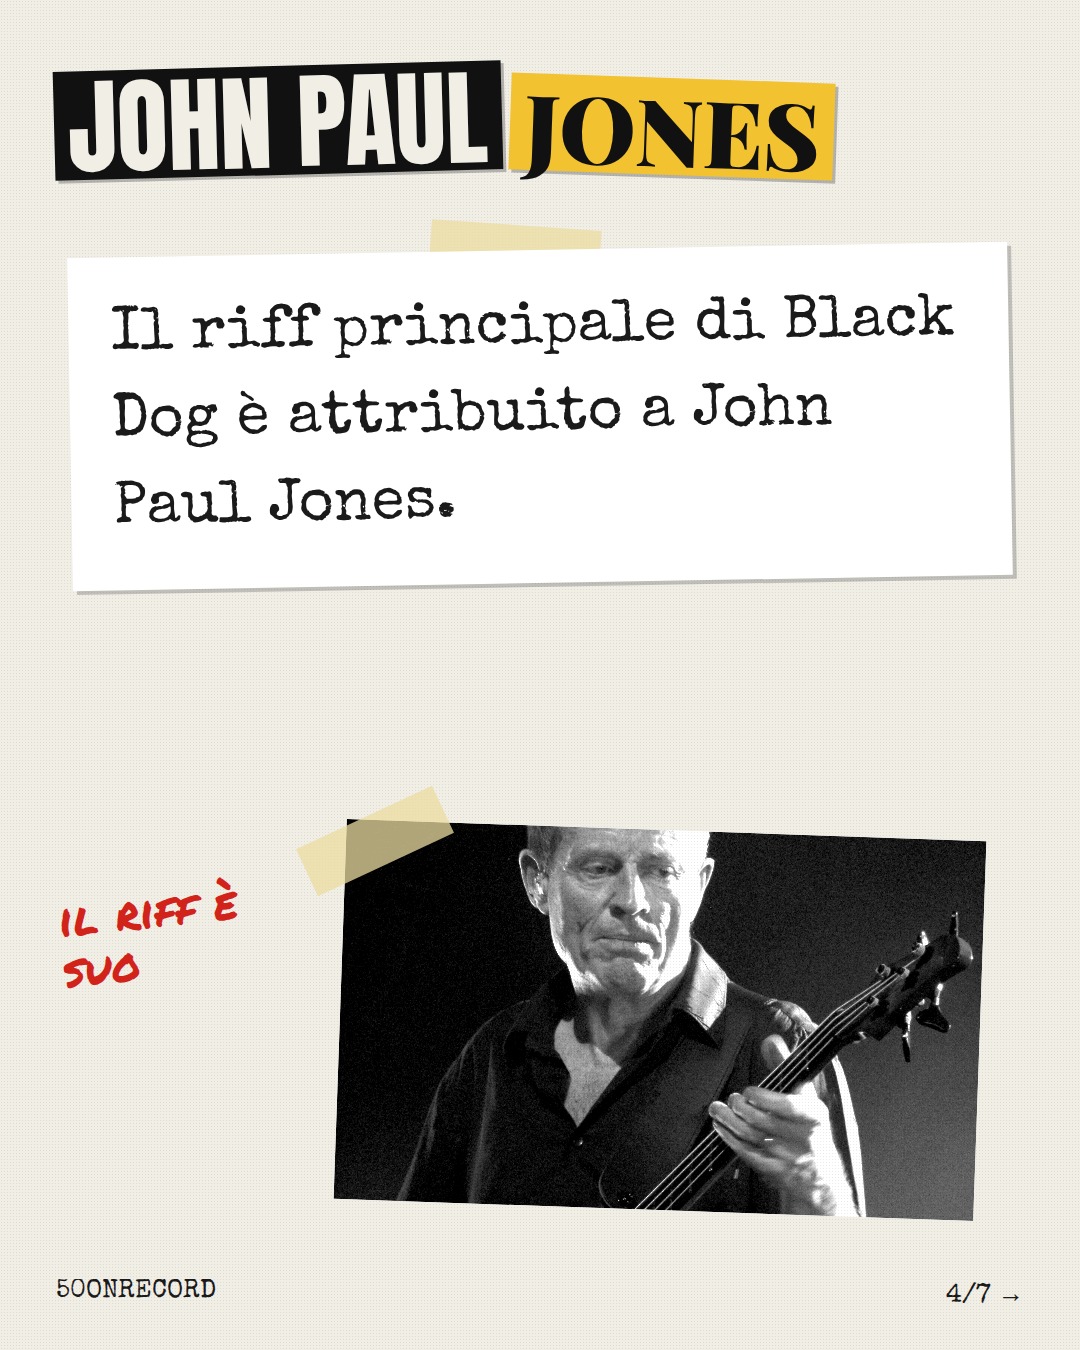 JOHN PAUL JONES
Il riff principale di Black
Dog è attribuito a John
Paul Jones.
IL RIFF È
SUO
50ONRECORD
4/7 →